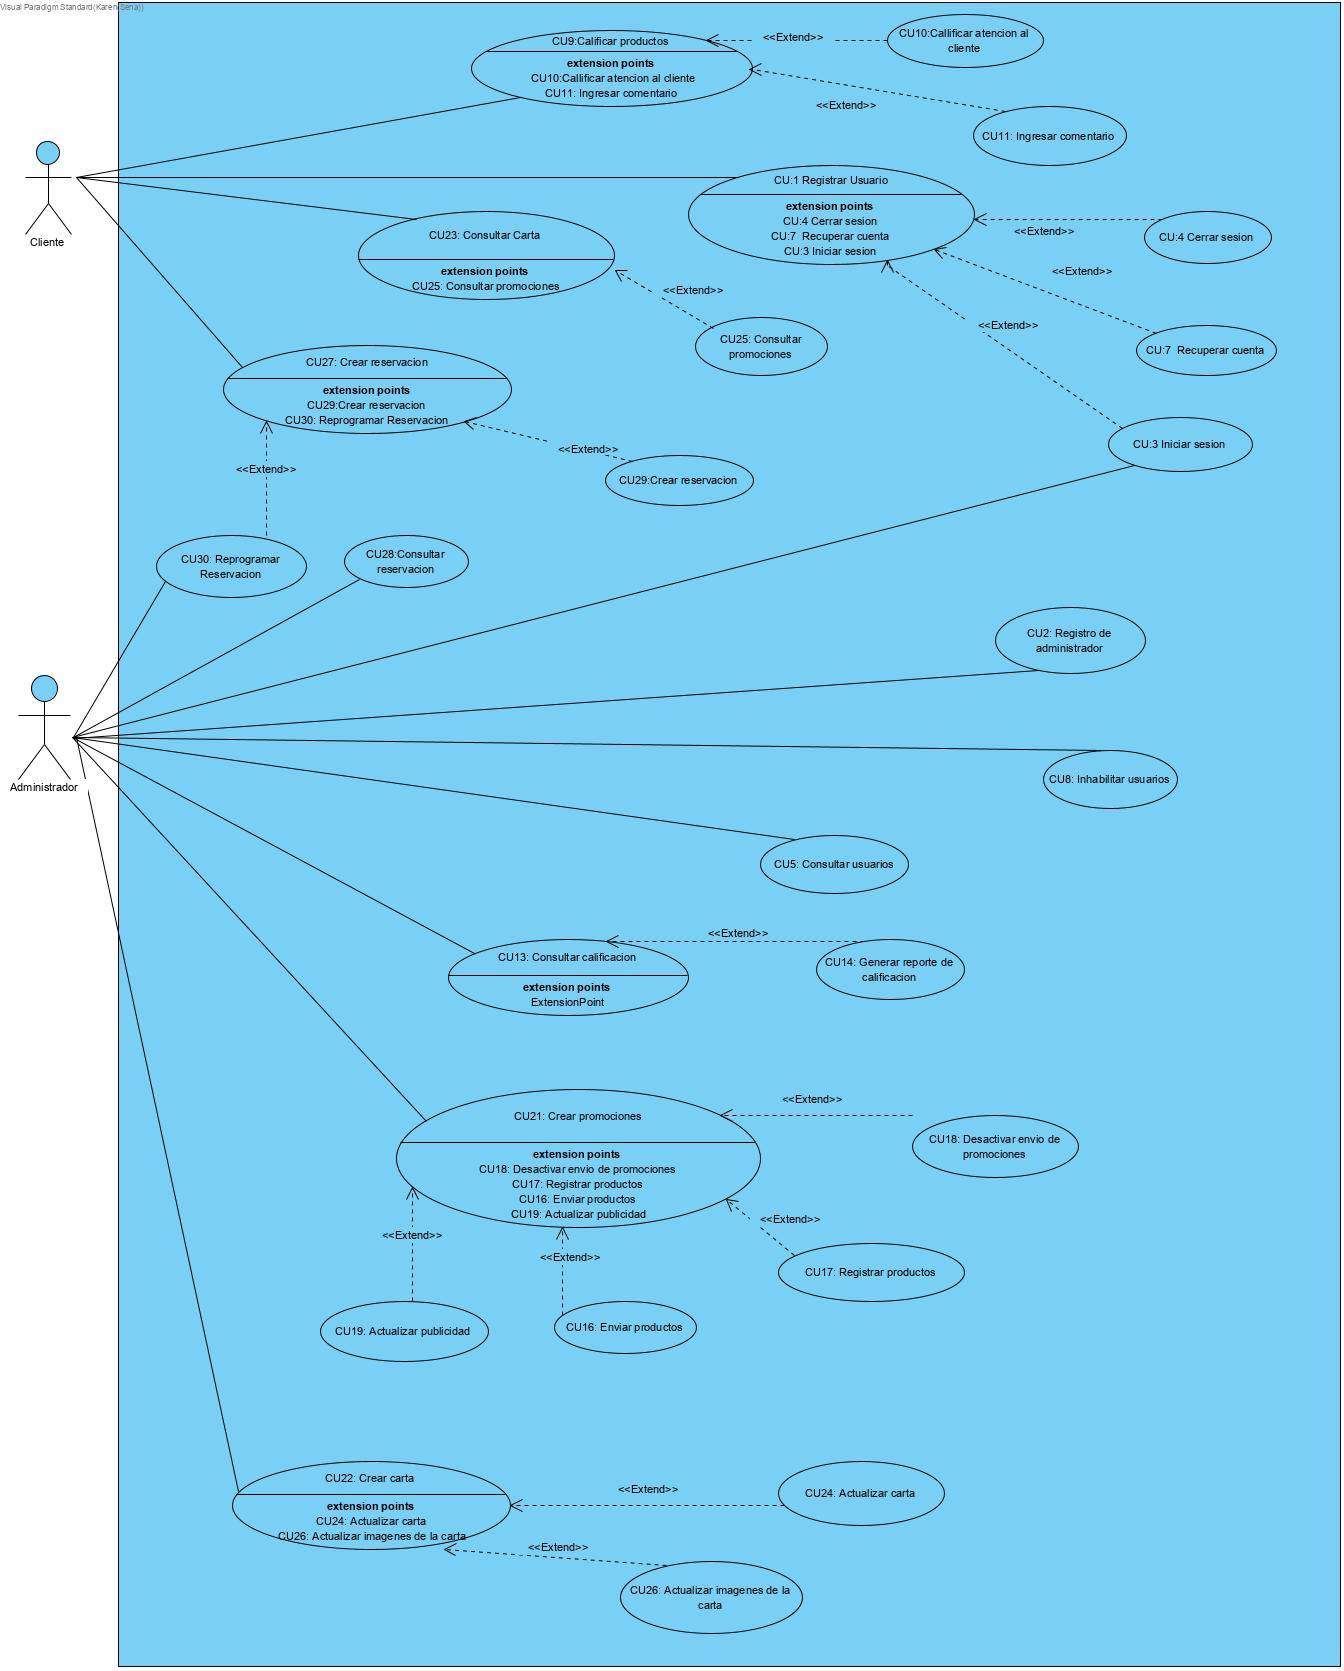 Visual Paradigm Standard(Karen(Sena))
CU9:Calificar productos
extension points
CU10:Callificar atencion al cliente
CU11: Ingresar comentario
<<Extend>>
CU10:Callificar atencion al
cliente
<<Extend>>
CU11: Ingresar comentario
Cliente
CU:1 Registrar Usuario
extension points
CU:4 Cerrar sesion
CU:7 Recuperar cuenta
CU:3 Iniciar sesion
<<Extend>>
CU:4 Cerrar sesion
CU23: Consultar Carta
extension points
CU25: Consultar promociones
<<Extend>>
<<Extend>>
<<Extend>>
CU25: Consultar
promociones
CU:7 Recuperar cuenta
CU27: Crear reservacion
extension points
CU29:Crear reservacion
CU30: Reprogramar Reservacion
<<Extend>>
<<Extend>>
CU29:Crear reservacion
CU:3 Iniciar sesion
CU30: Reprogramar
Reservacion
CU28:Consultar
reservacion
CU2: Registro de
administrador
Administrador
CU8: Inhabilitar usuarios
CU5: Consultar usuarios
CU13: Consultar calificacion
extension points
ExtensionPoint
<<Extend>>
CU14: Generar reporte de
calificacion
CU21: Crear promociones
extension points
CU18: Desactivar envio de promociones
CU17: Registrar productos
CU16: Enviar productos
CU19: Actualizar publicidad
<<Extend>>
CU18: Desactivar envio de
promociones
<<Extend>>
<<Extend>>
<<Extend>>
CU17: Registrar productos
CU19: Actualizar publicidad
CU16: Enviar productos
CU22: Crear carta
extension points
CU24: Actualizar carta
CU26: Actualizar imagenes de la carta
<<Extend>>
CU24: Actualizar carta
<<Extend>>
CU26: Actualizar imagenes de la
carta